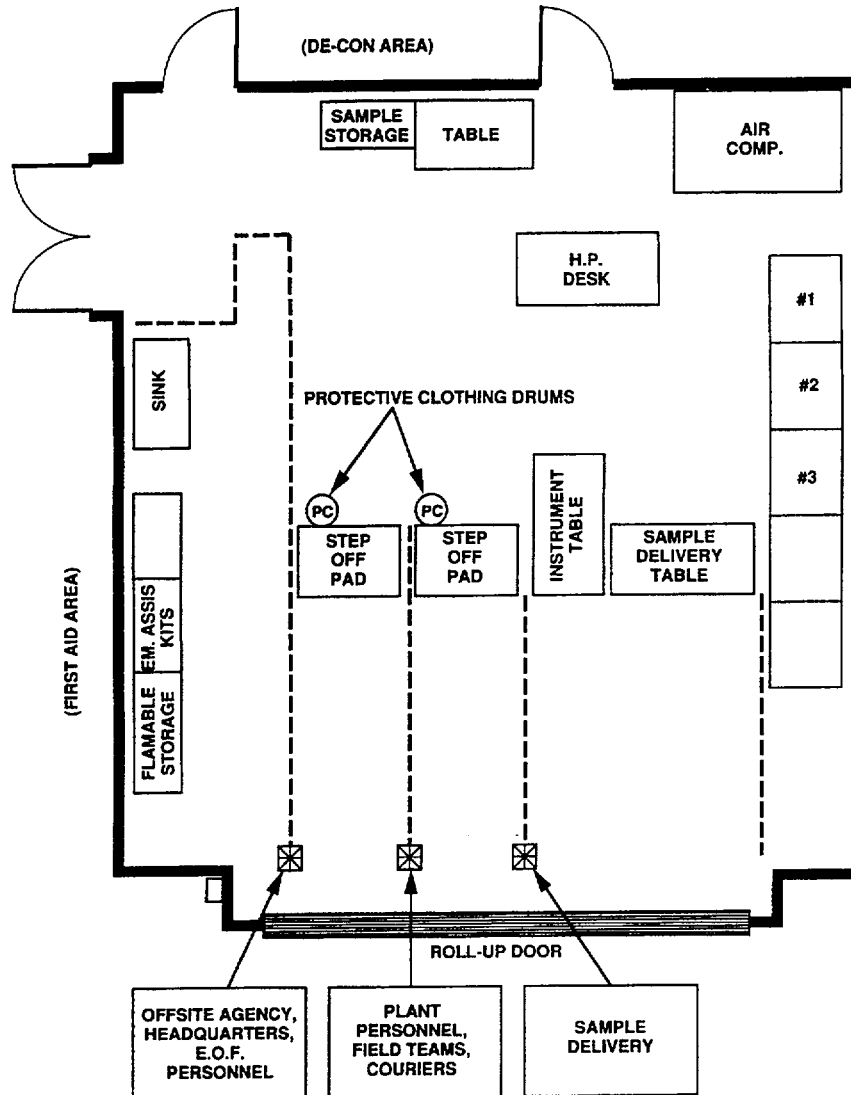 (DE-CON AREA)
SAMPLE
STORAGE
TABLE
AIR
COMP.
H.P.
DESK
#1
#2
#3
SINK
PROTECTIVE CLOTHING DRUMS
PC
PC
STEP
OFF
PAD
STEP
OFF
PAD
INSTRUMENT
TABLE
SAMPLE
DELIVERY
TABLE
(FIRST AID AREA)
EM. ASSIS
KITS
FLAMABLE
STORAGE
ROLL-UP DOOR
OFFSITE AGENCY,
HEADQUARTERS,
E.O.F.
PERSONNEL
PLANT
PERSONNEL,
FIELD TEAMS,
COURIERS
SAMPLE
DELIVERY